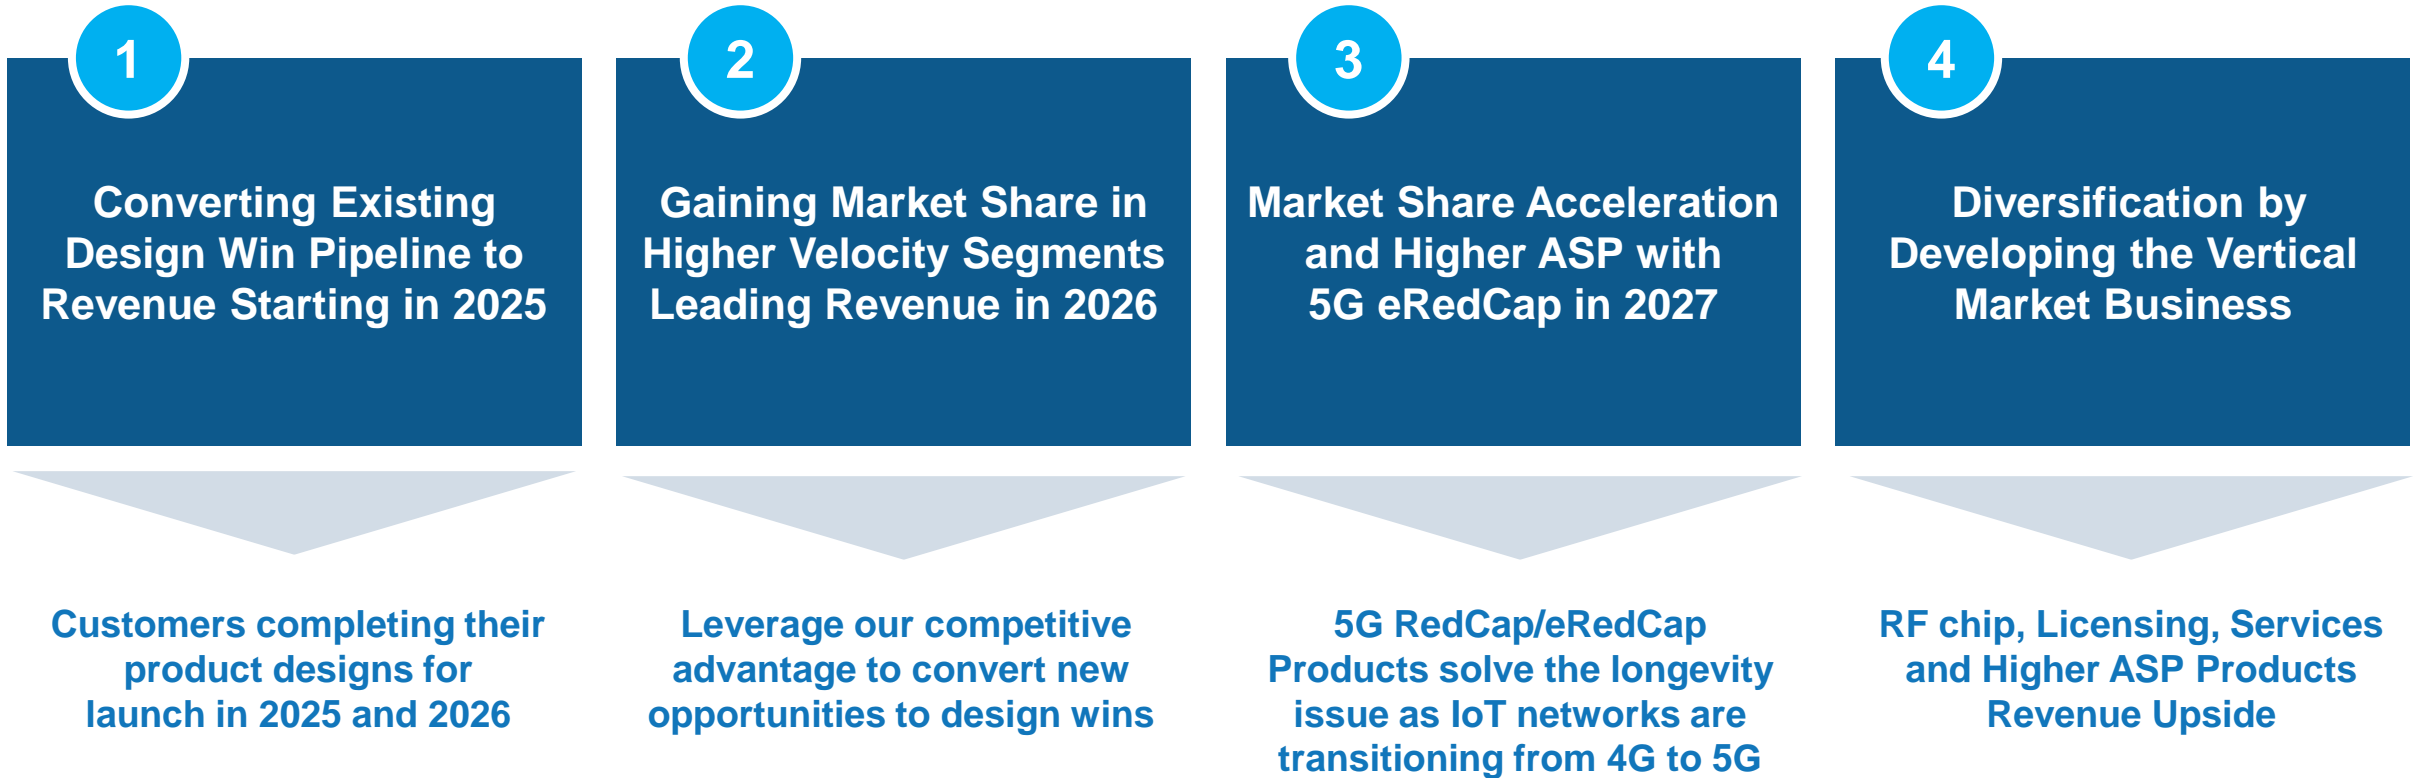 1
Converting Existing
Design Win Pipeline to
Revenue Starting in 2025
Customers completing their
product designs for
launch in 2025 and 2026
2
Gaining Market Share in
Higher Velocity Segments
Leading Revenue in 2026
Leverage our competitive
advantage to convert new
opportunities to design wins
3
Market Share Acceleration
and Higher ASP with
5G eRedCap in 2027
5G RedCap/eRedCap
Products solve the longevity
issue as IoT networks are
transitioning from 4G to 5G
4
Diversification by
Developing the Vertical
Market Business
RF chip, Licensing, Services
and Higher ASP Products
Revenue Upside